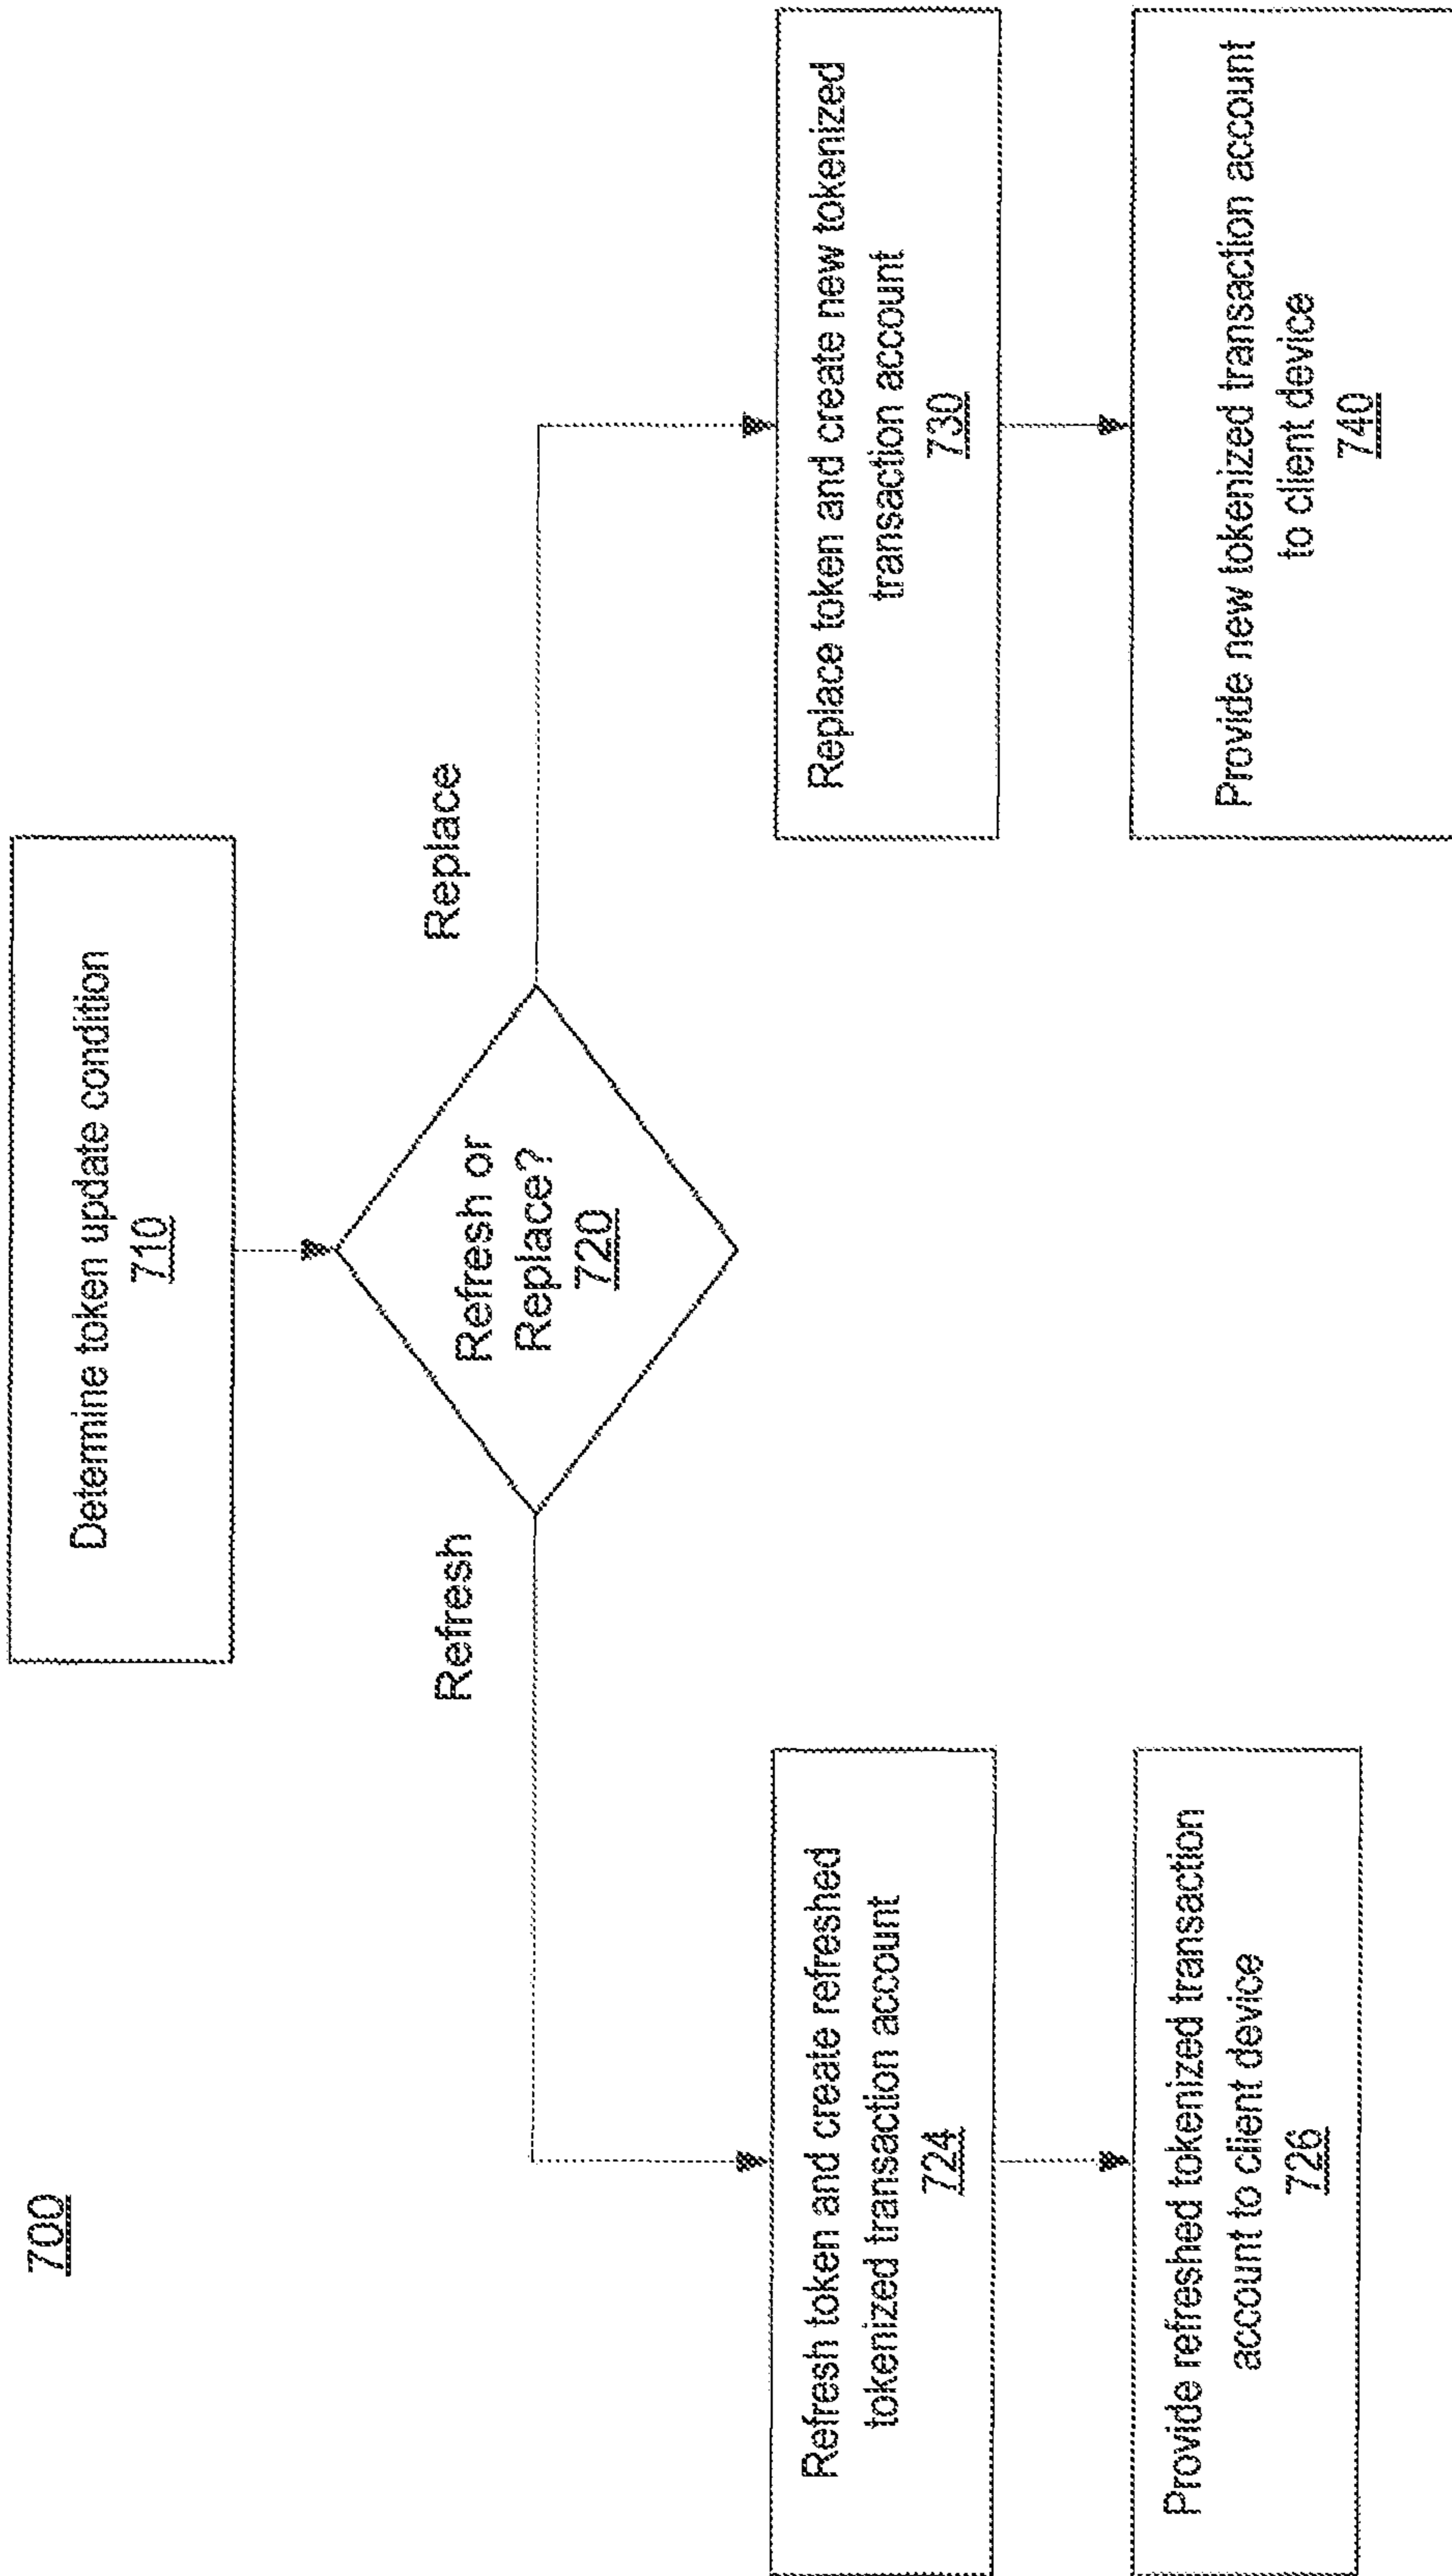 700
Determine token update condition
710
Refresh or
Replace?
720
Refresh
Replace
Refresh token and create refreshed
tokenized transaction account
724
Provide refreshed tokenized transaction
account to client device
726
Replace token and create new tokenized
transaction account
730
Provide new tokenized transaction account
to client device
740